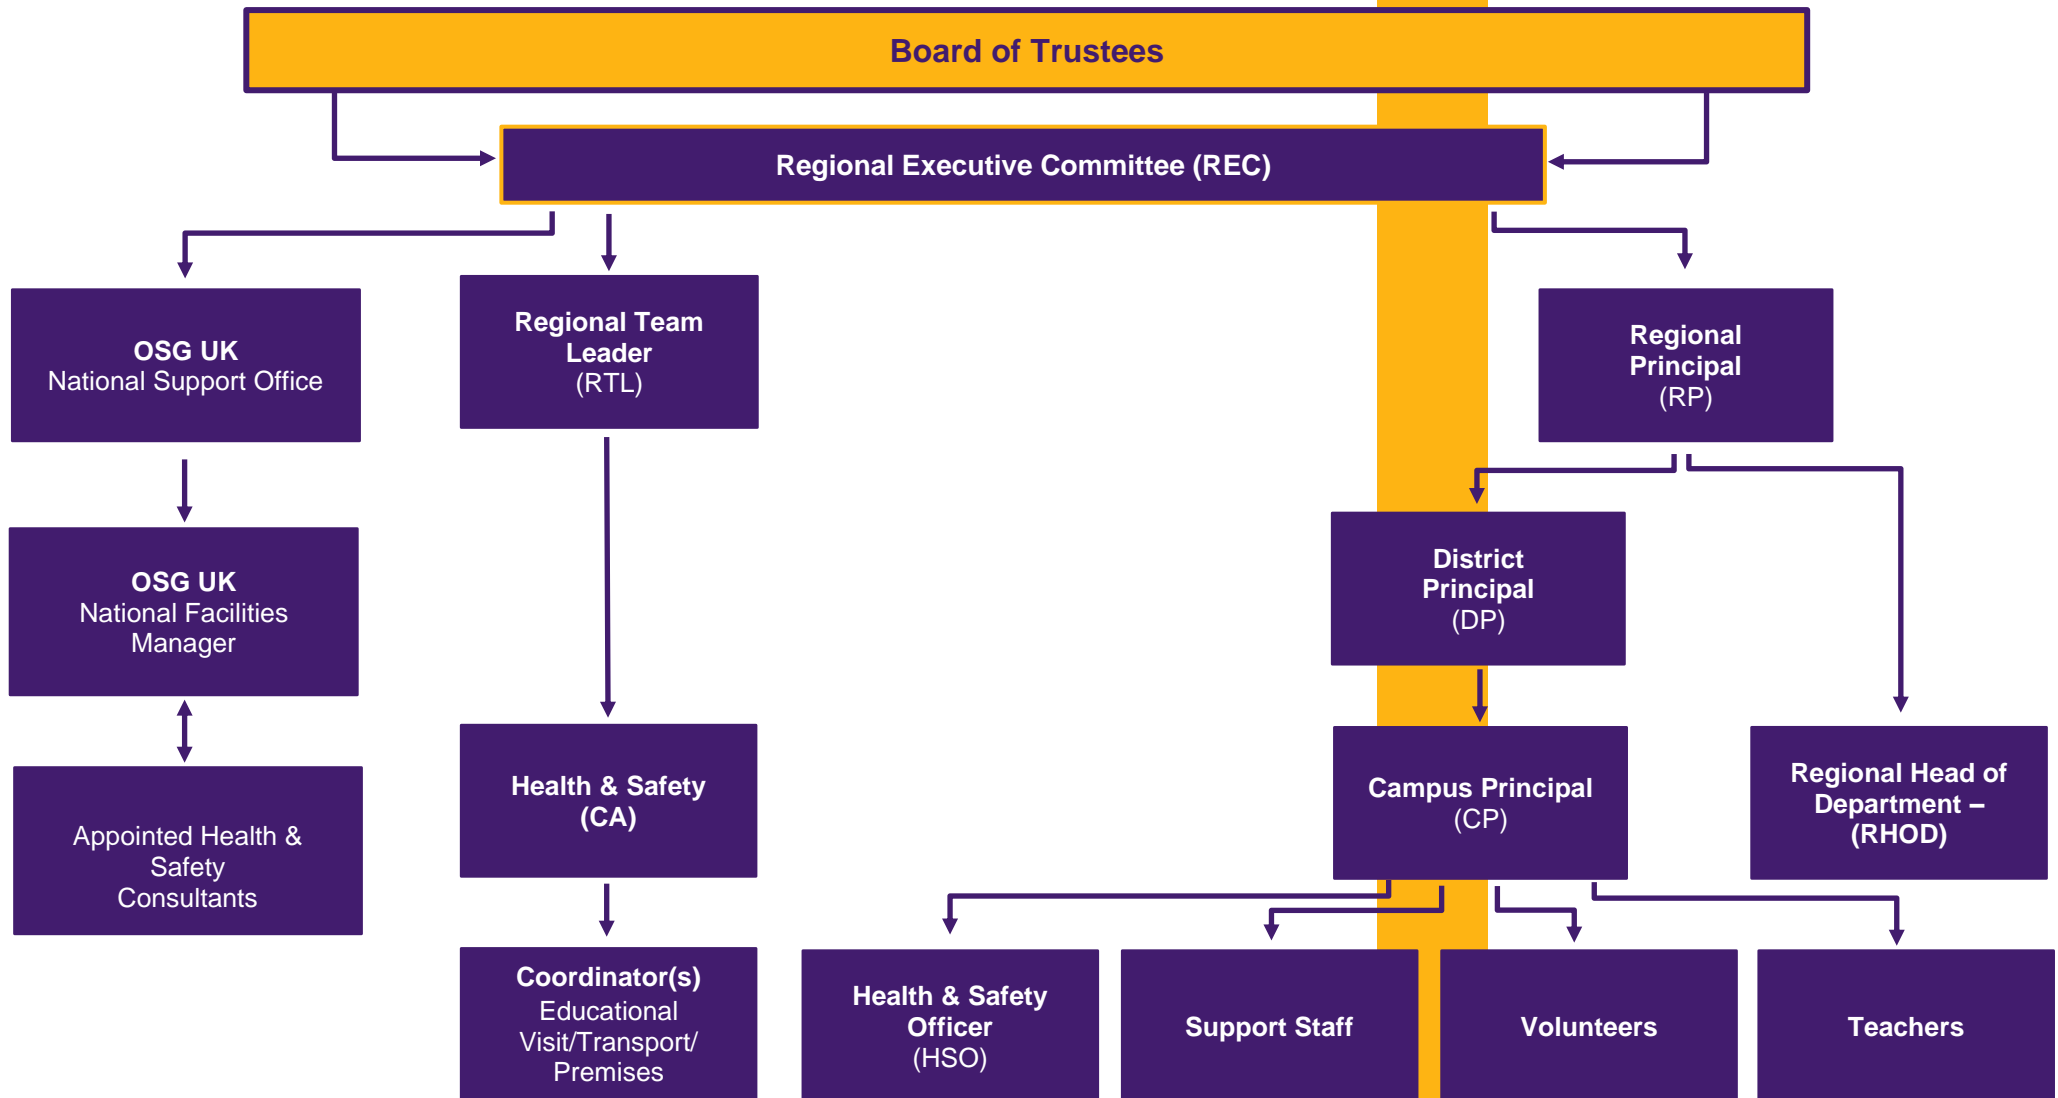 Board of Trustees
Regional Executive Committee (REC)
OSG UK
National Support Office
Regional Team
Leader
(RTL)
Regional
Principal
(RP)
OSG UK
National Facilities
Manager
District
Principal
(DP)
Appointed Health &
Safety
Consultants
Health & Safety
(CA)
Campus Principal
(CP)
Regional Head of
Department –
(RHOD)
Coordinator(s)
Educational
Visit/Transport/
Premises
Health & Safety
Officer
(HSO)
Support Staff
Volunteers
Teachers